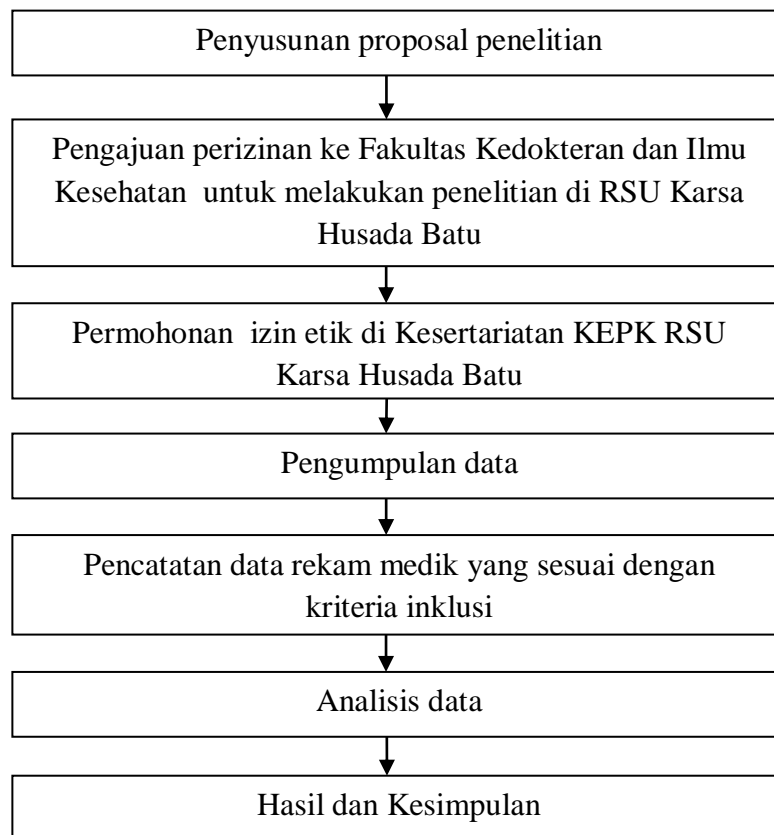 Penyusunan proposal penelitian
Pengajuan perizinan ke Fakultas Kedokteran dan Ilmu
Kesehatan untuk melakukan penelitian di RSU Karsa
Husada Batu
Permohonan izin etik di Kesertariatan KEPK RSU
Karsa Husada Batu
Pengumpulan data
Pencatatan data rekam medik yang sesuai dengan
kriteria inklusi
Analisis data
Hasil dan Kesimpulan